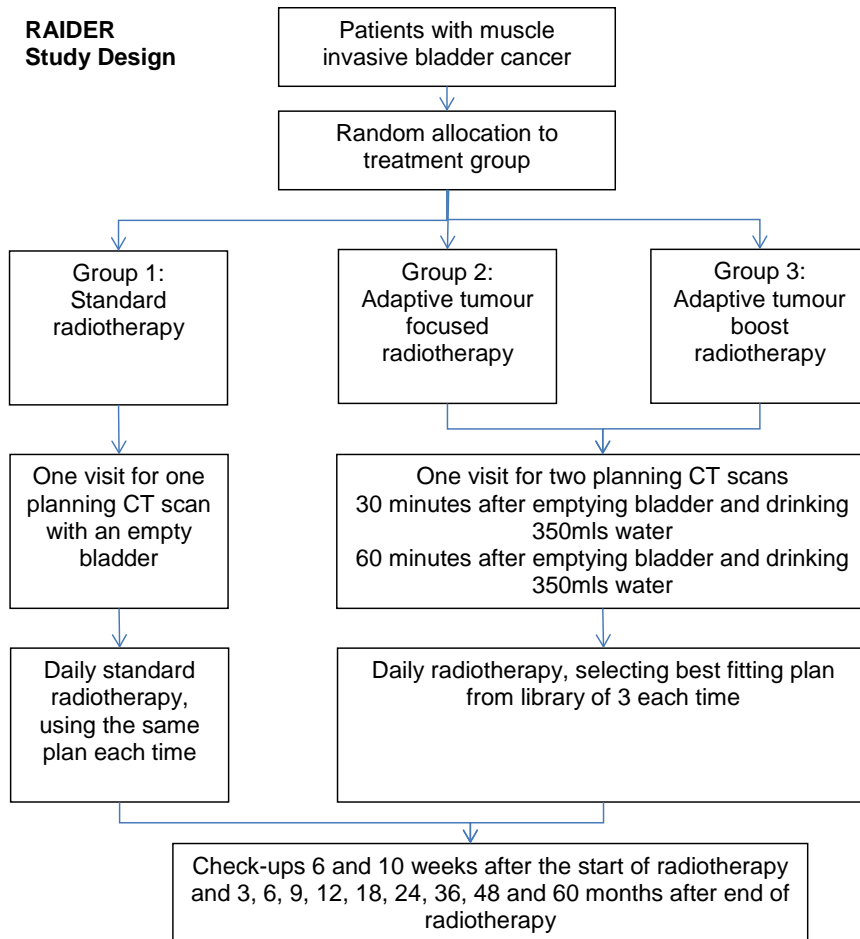 RAIDER
Study Design
Patients with muscle
invasive bladder cancer
Random allocation to
treatment group
Group 1:
Standard
radiotherapy
Group 2:
Adaptive tumour
focused
radiotherapy
Group 3:
Adaptive tumour
boost
radiotherapy
One visit for one
planning CT scan
with an empty
bladder
One visit for two planning CT scans
30 minutes after emptying bladder and drinking
350mls water
60 minutes after emptying bladder and drinking
350mls water
Daily standard
radiotherapy,
using the same
plan each time
Daily radiotherapy, selecting best fitting plan
from library of 3 each time
Check-ups 6 and 10 weeks after the start of radiotherapy
and 3, 6, 9, 12, 18, 24, 36, 48 and 60 months after end of
radiotherapy